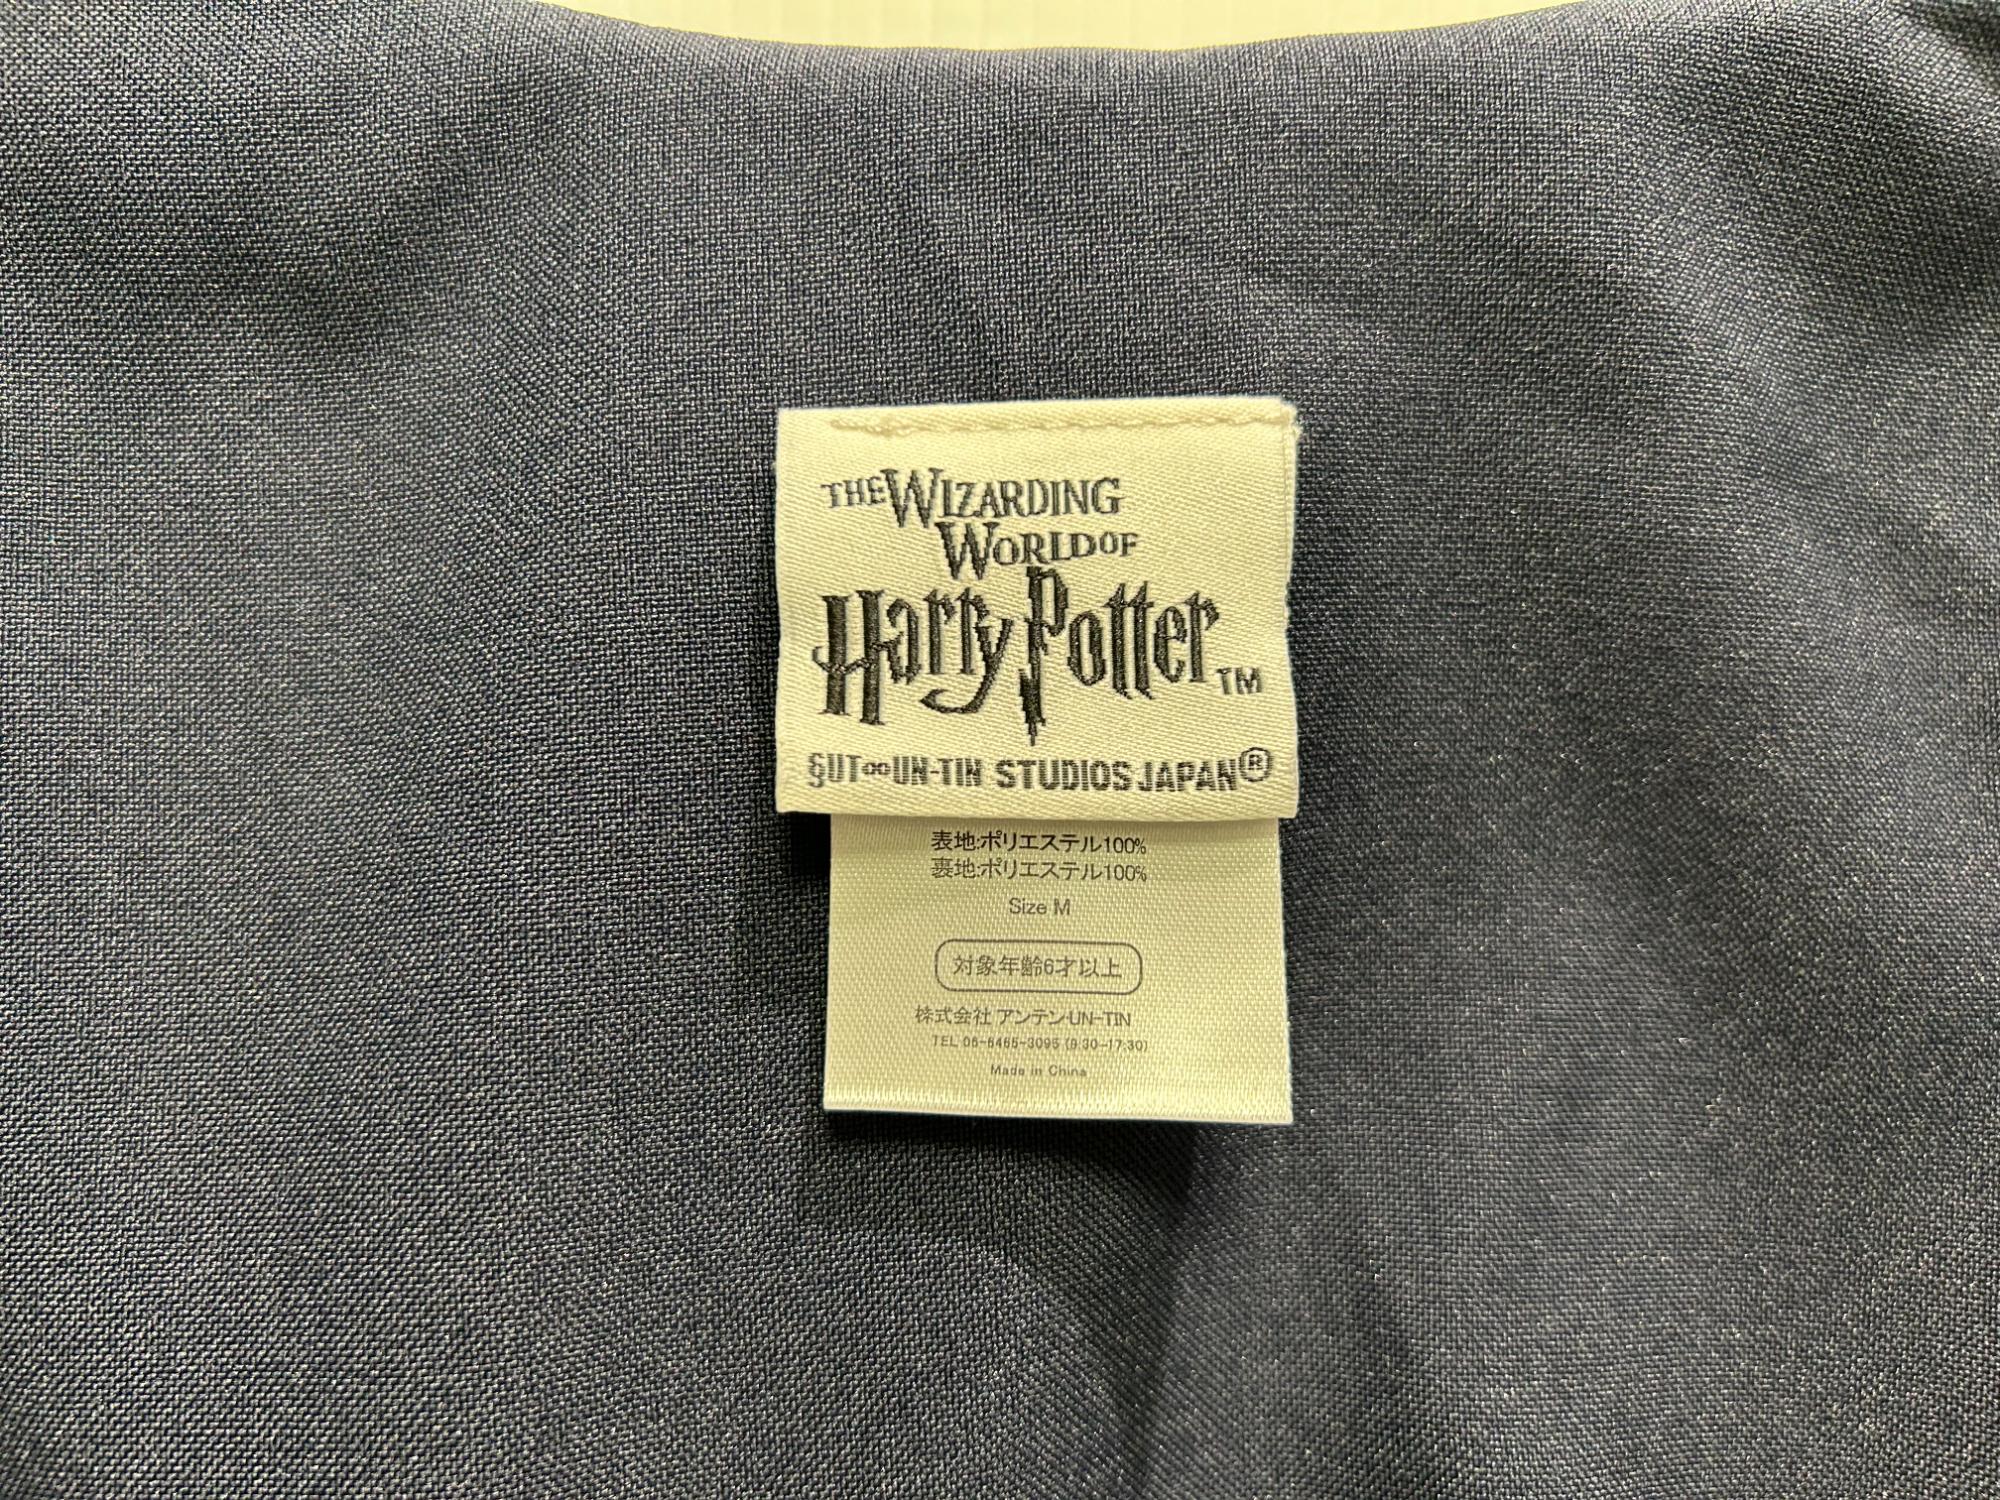 THE WIZARDING
WORLD OF
Harry Potter TM
UN-TIN STUDIOS JAPAN®
表地:ポリエステル100%
裏地:ポリエステル100%
Size M
対象年齢6才以上
株式会社 アンテンUN-TIN
TEL 06-6465-3095 (9:30-17:30)
Made in China